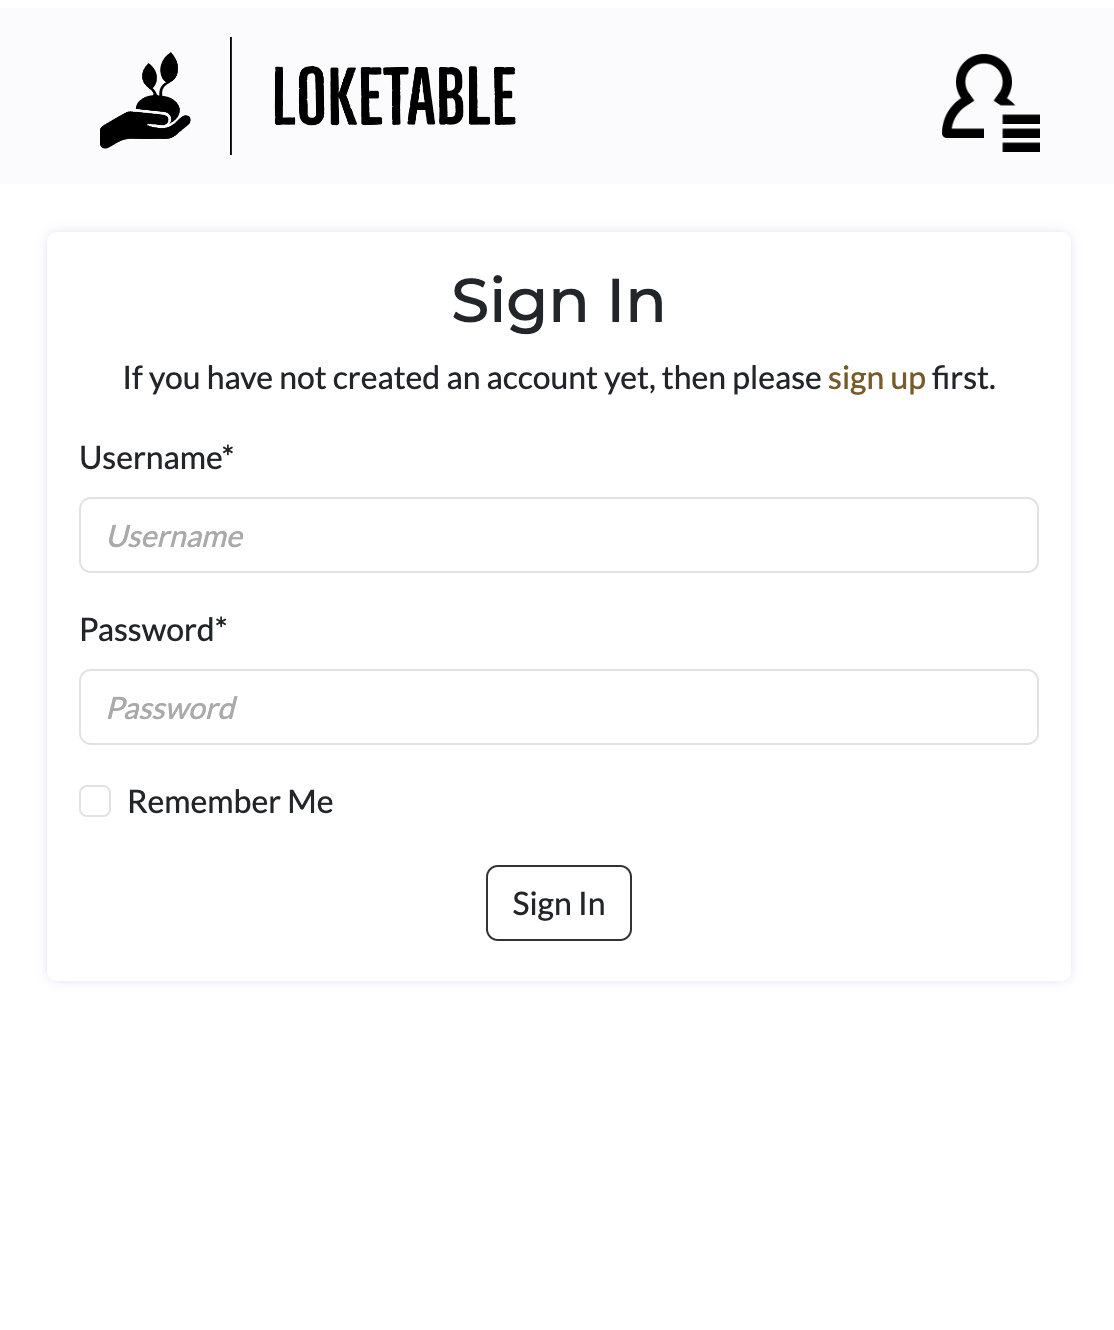 LOKETABLE
Sign In
If you have not created an account yet, then please sign up first.
Username*
Username
Password*
Password
Remember Me
Sign In